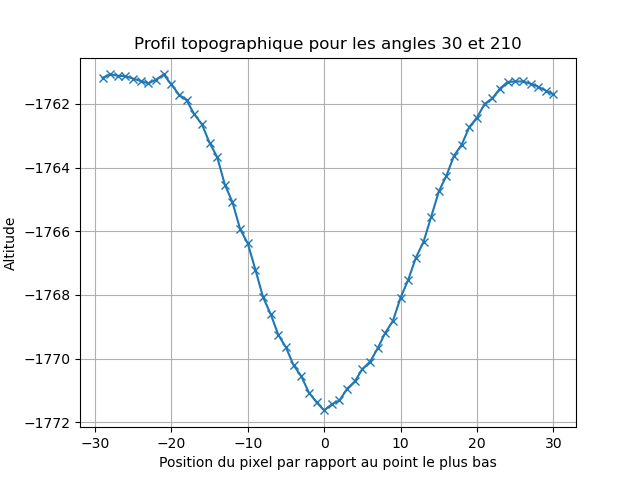 Profil topographique pour les angles 30 et 210
−1762
−1764
−1766
−1768
−1770
−1772
Altitude
−30 −20 −10 0 10 20 30
Position du pixel par rapport au point le plus bas